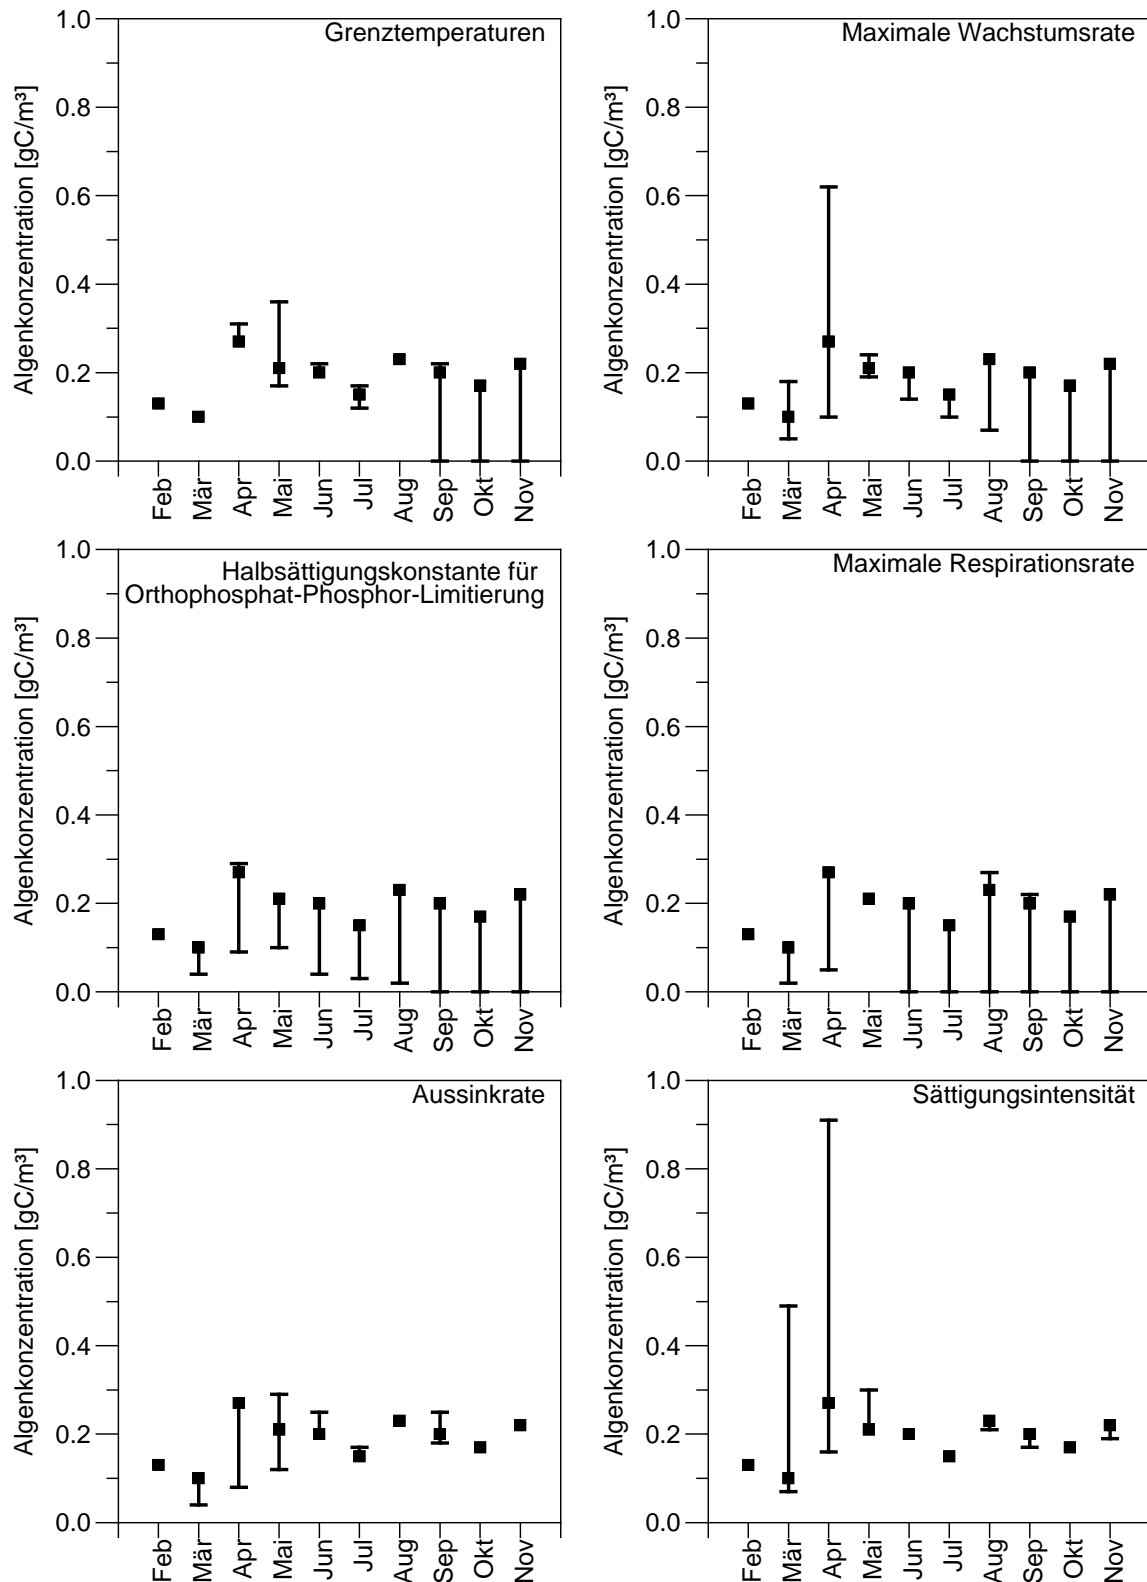 Grenztemperaturen
Algenkonzentration [gC/m³]
1.0
0.8
0.6
0.4
0.2
0.0
Feb
Mär
Apr
Mai
Jun
Jul
Aug
Sep
Okt
Nov
Maximale Wachstumsrate
Algenkonzentration [gC/m³]
1.0
0.8
0.6
0.4
0.2
0.0
Feb
Mär
Apr
Mai
Jun
Jul
Aug
Sep
Okt
Nov
Halbsättigungskonstante für
Orthophosphat-Phosphor-Limitierung
Algenkonzentration [gC/m³]
1.0
0.8
0.6
0.4
0.2
0.0
Feb
Mär
Apr
Mai
Jun
Jul
Aug
Sep
Okt
Nov
Maximale Respirationsrate
Algenkonzentration [gC/m³]
1.0
0.8
0.6
0.4
0.2
0.0
Feb
Mär
Apr
Mai
Jun
Jul
Aug
Sep
Okt
Nov
Aussinkrate
Algenkonzentration [gC/m³]
1.0
0.8
0.6
0.4
0.2
0.0
Feb
Mär
Apr
Mai
Jun
Jul
Aug
Sep
Okt
Nov
Sättigungsintensität
Algenkonzentration [gC/m³]
1.0
0.8
0.6
0.4
0.2
0.0
Feb
Mär
Apr
Mai
Jun
Jul
Aug
Sep
Okt
Nov